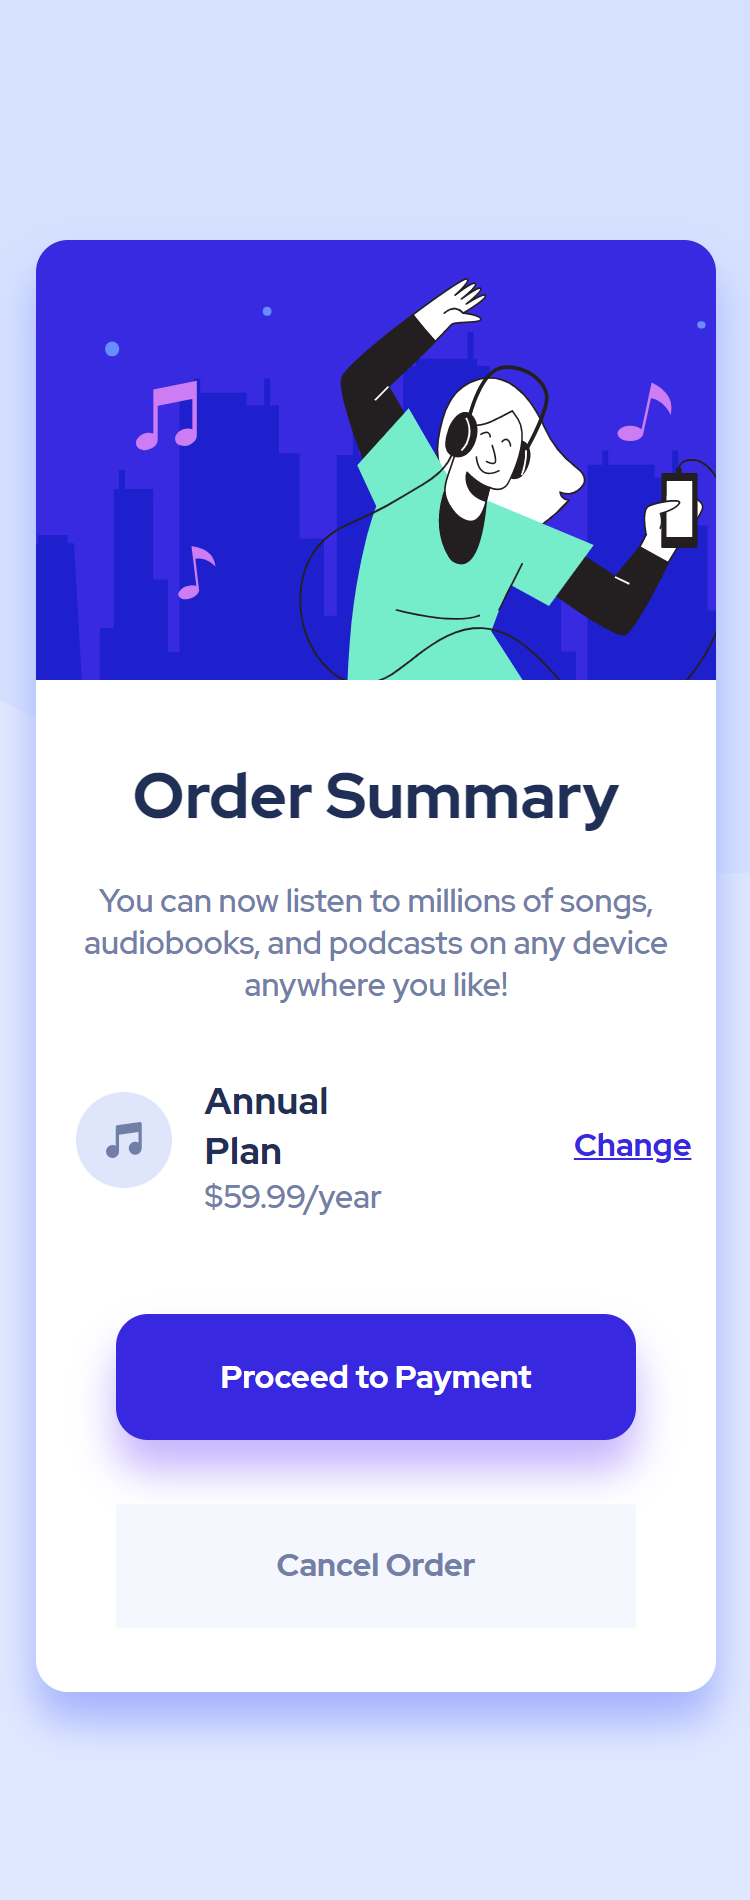 Order Summary
You can now listen to millions of songs,
audiobooks, and podcasts on any device
anywhere you like!
Annual
Plan
$59.99/year
Change
Proceed to Payment
Cancel Order